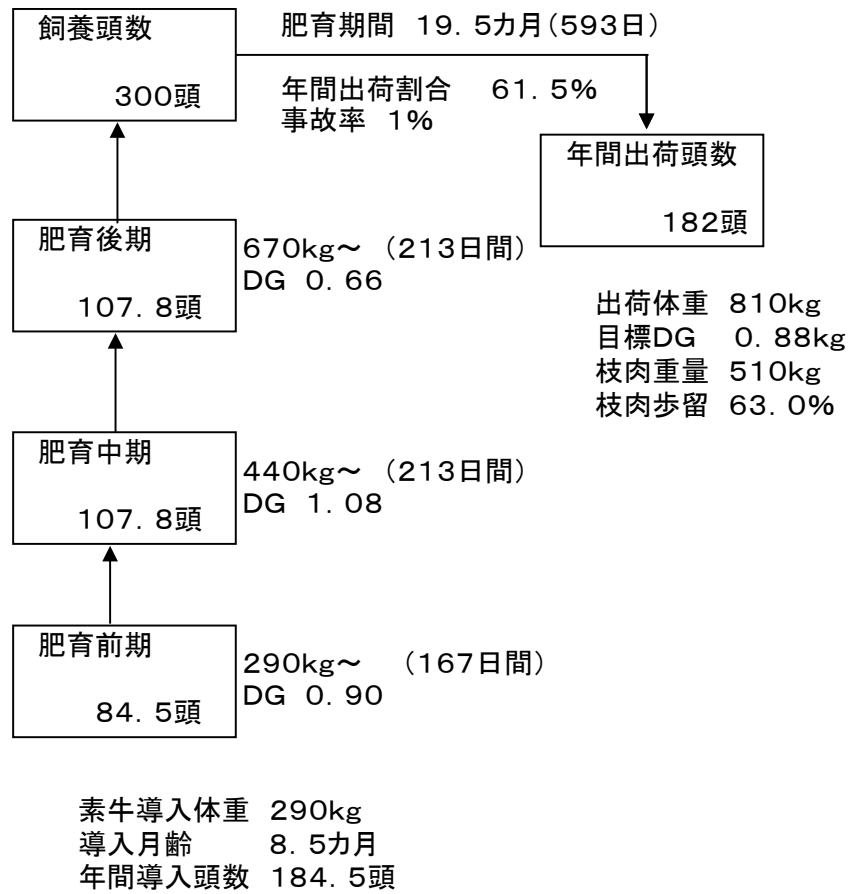 飼養頭数
300頭
肥育期間 19.5カ月(593日)
年間出荷割合 61.5%
事故率 1%
年間出荷頭数
182頭
肥育後期
107.8頭
670kg～ (213日間)
DG 0.66
出荷体重 810kg
目標DG 0.88kg
枝肉重量 510kg
枝肉歩留 63.0%
肥育中期
107.8頭
440kg～ (213日間)
DG 1.08
肥育前期
84.5頭
290kg～ (167日間)
DG 0.90
素牛導入体重 290kg
導入月齢 8.5カ月
年間導入頭数 184.5頭